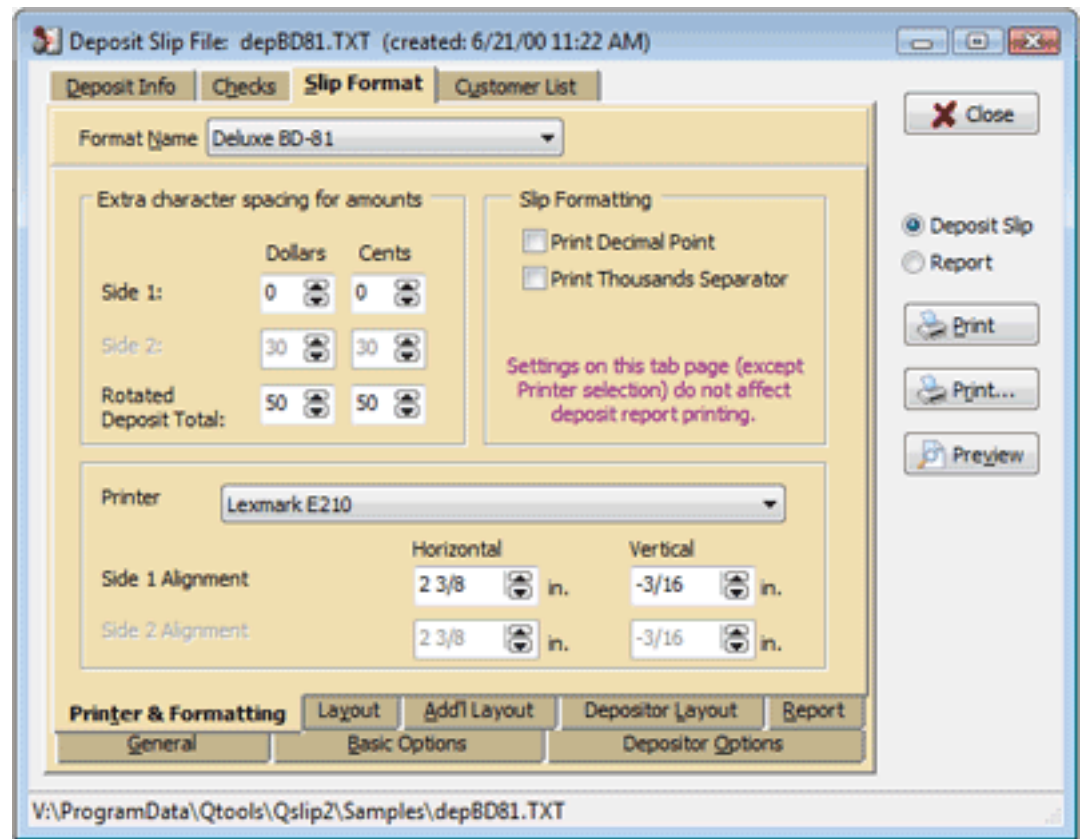 Deposit Slip File: depBD81.TXT (created: 6/21/00 11:22 AM)
Deposit Info Checks Slip Format Customer List
Close
Format Name Deluxe BD-81
Extra character spacing for amounts
Dollars Cents
Side 1: 0 0
Side 2: 30 30
Rotated
Deposit Total: 50 50
Slip Formatting
Print Decimal Point
Print Thousands Separator
Settings on this tab page (except
Printer selection) do not affect
deposit report printing.
Deposit Slip
Report
Print
Print...
Preview
Printer Lexmark E210
Horizontal Vertical
Side 1 Alignment 2 3/8 in. -3/16 in.
Side 2 Alignment 2 3/8 in. -3/16 in.
Printer & Formatting Layout Add'l Layout Depositor Layout Report
General Basic Options Depositor Options
V:\ProgramData\Qtools\Qslip2\Samples\depBD81.TXT